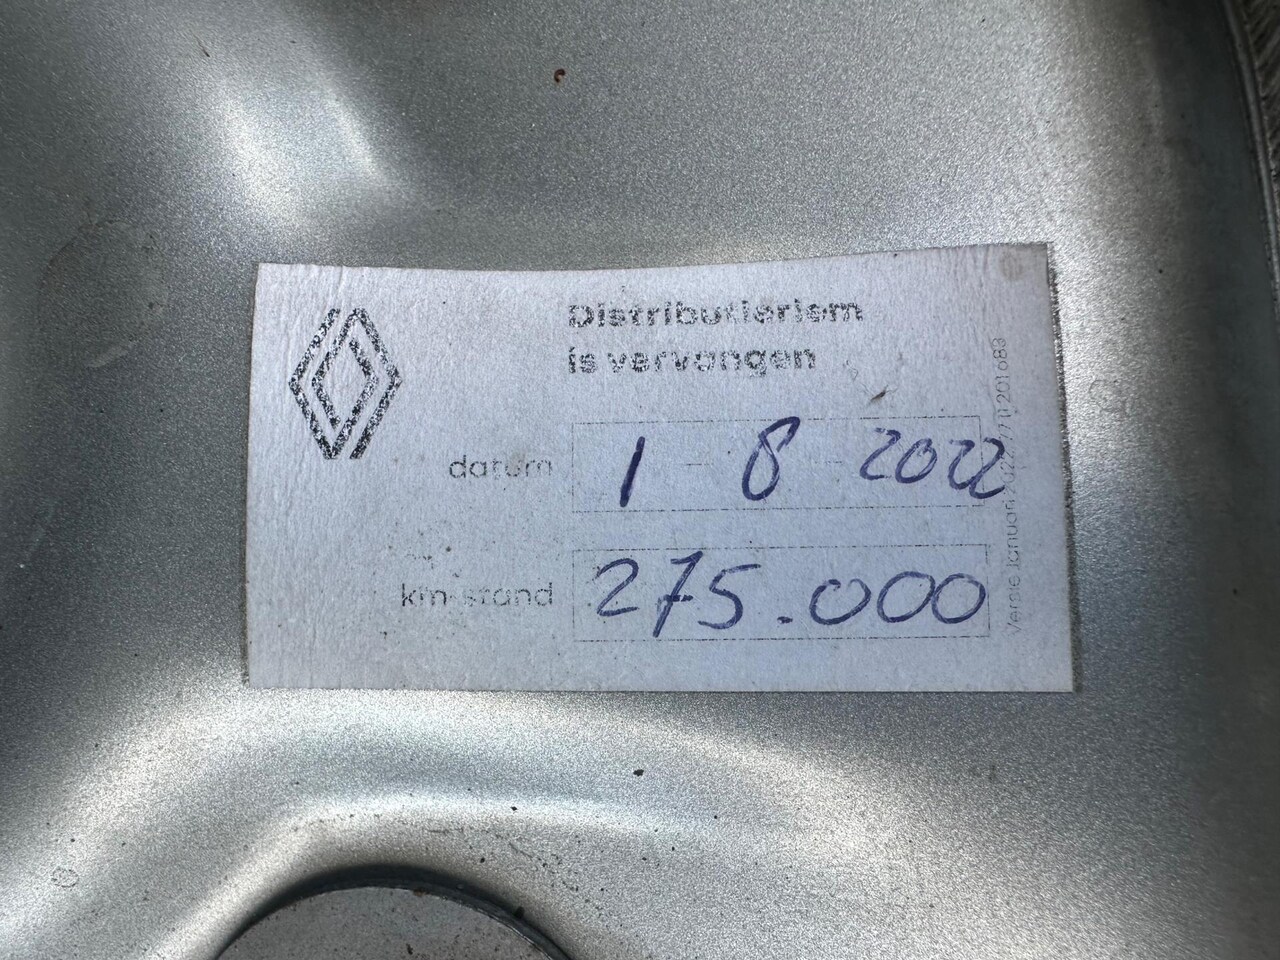 Distributieriem
is vervangen
datum 1 - 8 - 2022
km-stand 275.000